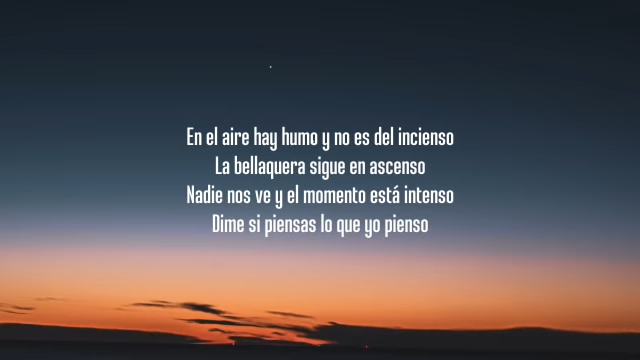 En el aire hay humo y no es del incienso
La bellaquera sigue en ascenso
Nadie nos ve y el momento está intenso
Dime si piensas lo que yo pienso